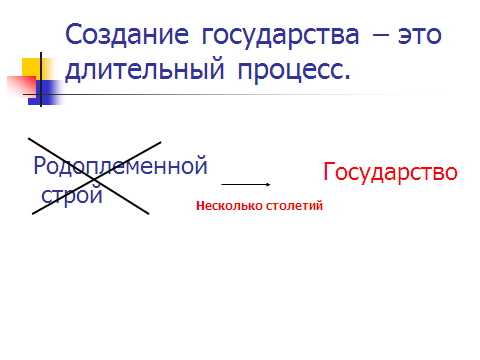 Создание государства – это
длительный процесс.
Родоплеменной
строй
Государство
Несколько столетий